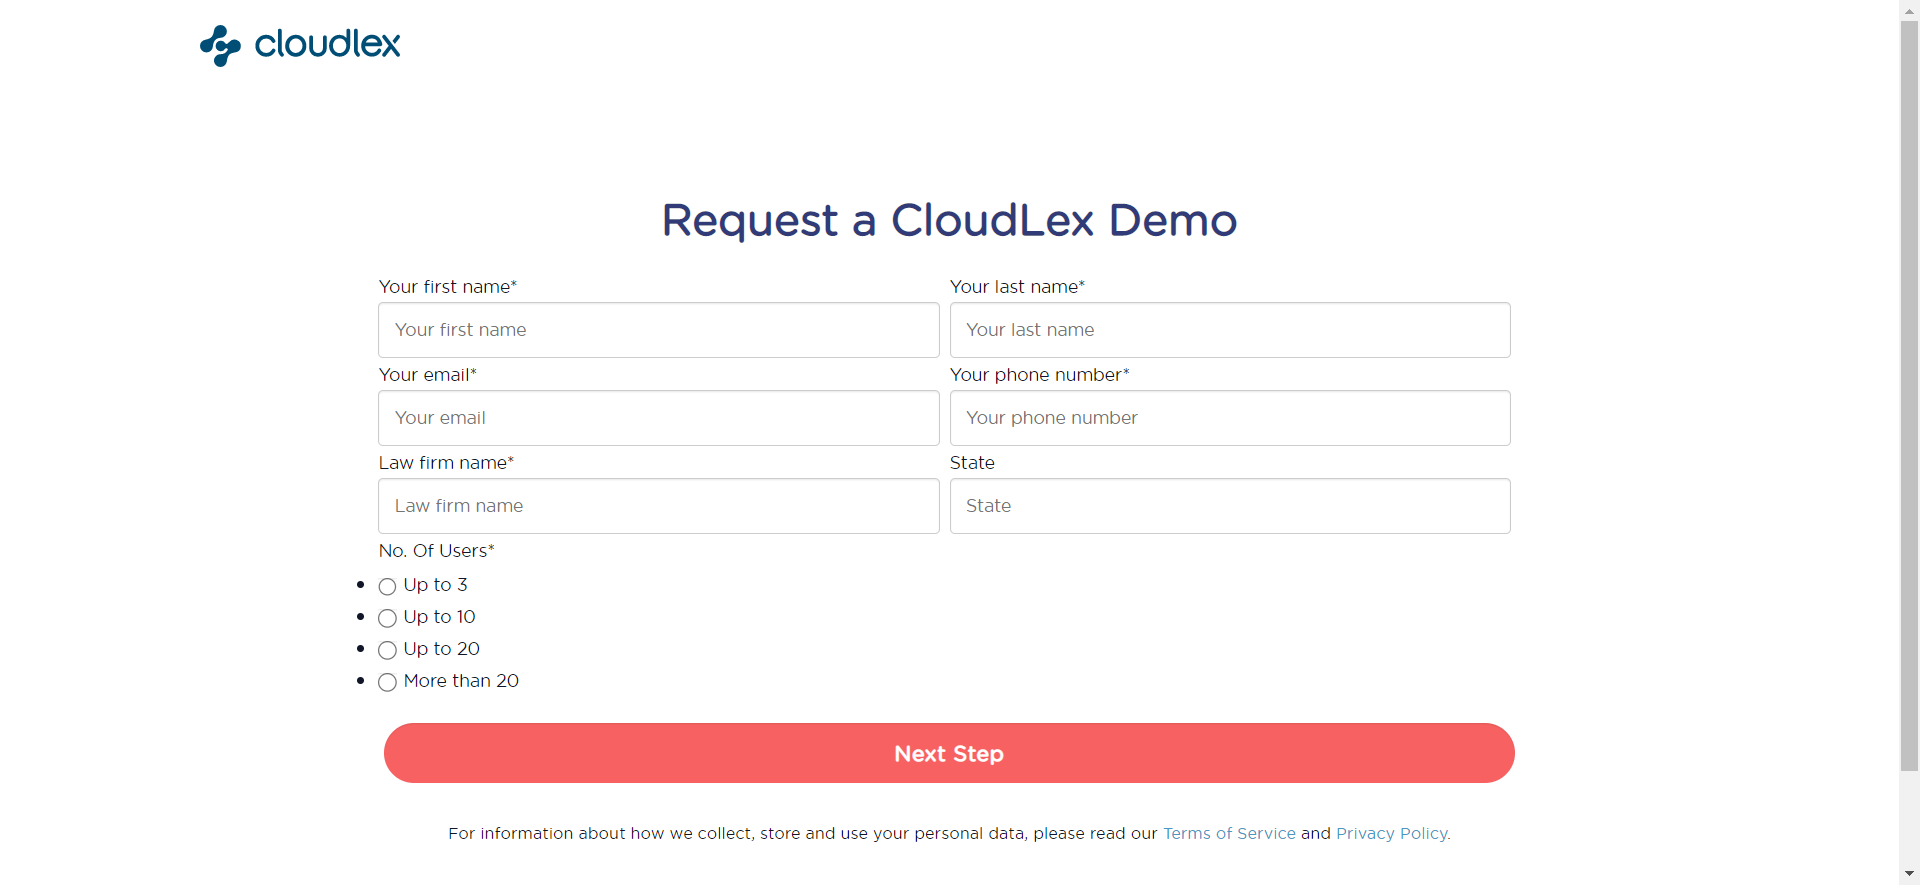 cloudlex
Request a CloudLex Demo
Your first name*
Your last name*
Your first name
Your last name
Your email*
Your phone number*
Your email
Your phone number
Law firm name*
State
Law firm name
State
No. Of Users*
Up to 3
Up to 10
Up to 20
More than 20
Next Step
For information about how we collect, store and use your personal data, please read our Terms of Service and Privacy Policy.